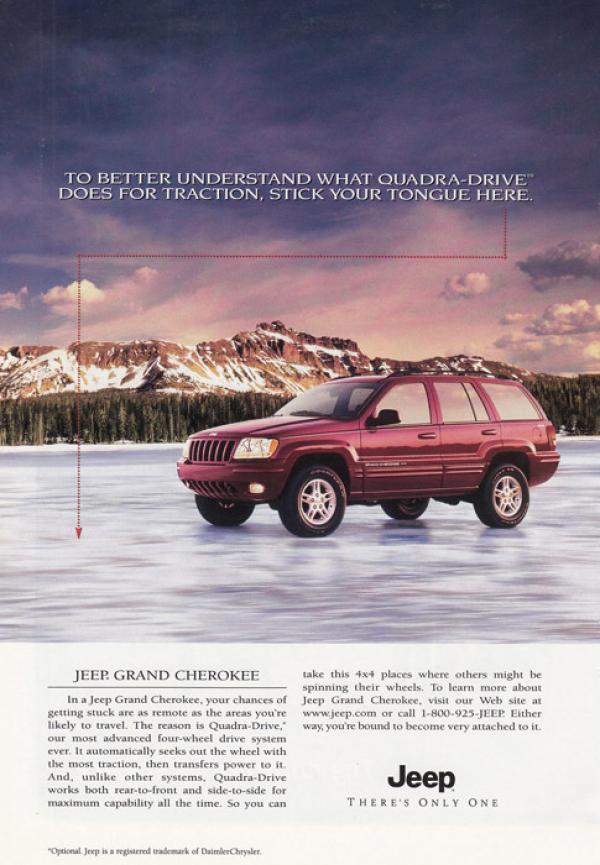 TO BETTER UNDERSTAND WHAT QUADRA-DRIVE™
DOES FOR TRACTION, STICK YOUR TONGUE HERE.
JEEP® GRAND CHEROKEE
In a Jeep Grand Cherokee, your chances of
getting stuck are as remote as the areas you're
likely to travel. The reason is Quadra-Drive,*
our most advanced four-wheel drive system
ever. It automatically seeks out the wheel with
the most traction, then transfers power to it.
And, unlike other systems, Quadra-Drive
works both rear-to-front and side-to-side for
maximum capability all the time. So you can
take this 4x4 places where others might be
spinning their wheels. To learn more about
Jeep Grand Cherokee, visit our Web site at
www.jeep.com or call 1-800-925-JEEP. Either
way, you're bound to become very attached to it.
Jeep®
THERE'S ONLY ONE
*Optional. Jeep is a registered trademark of DaimlerChrysler.